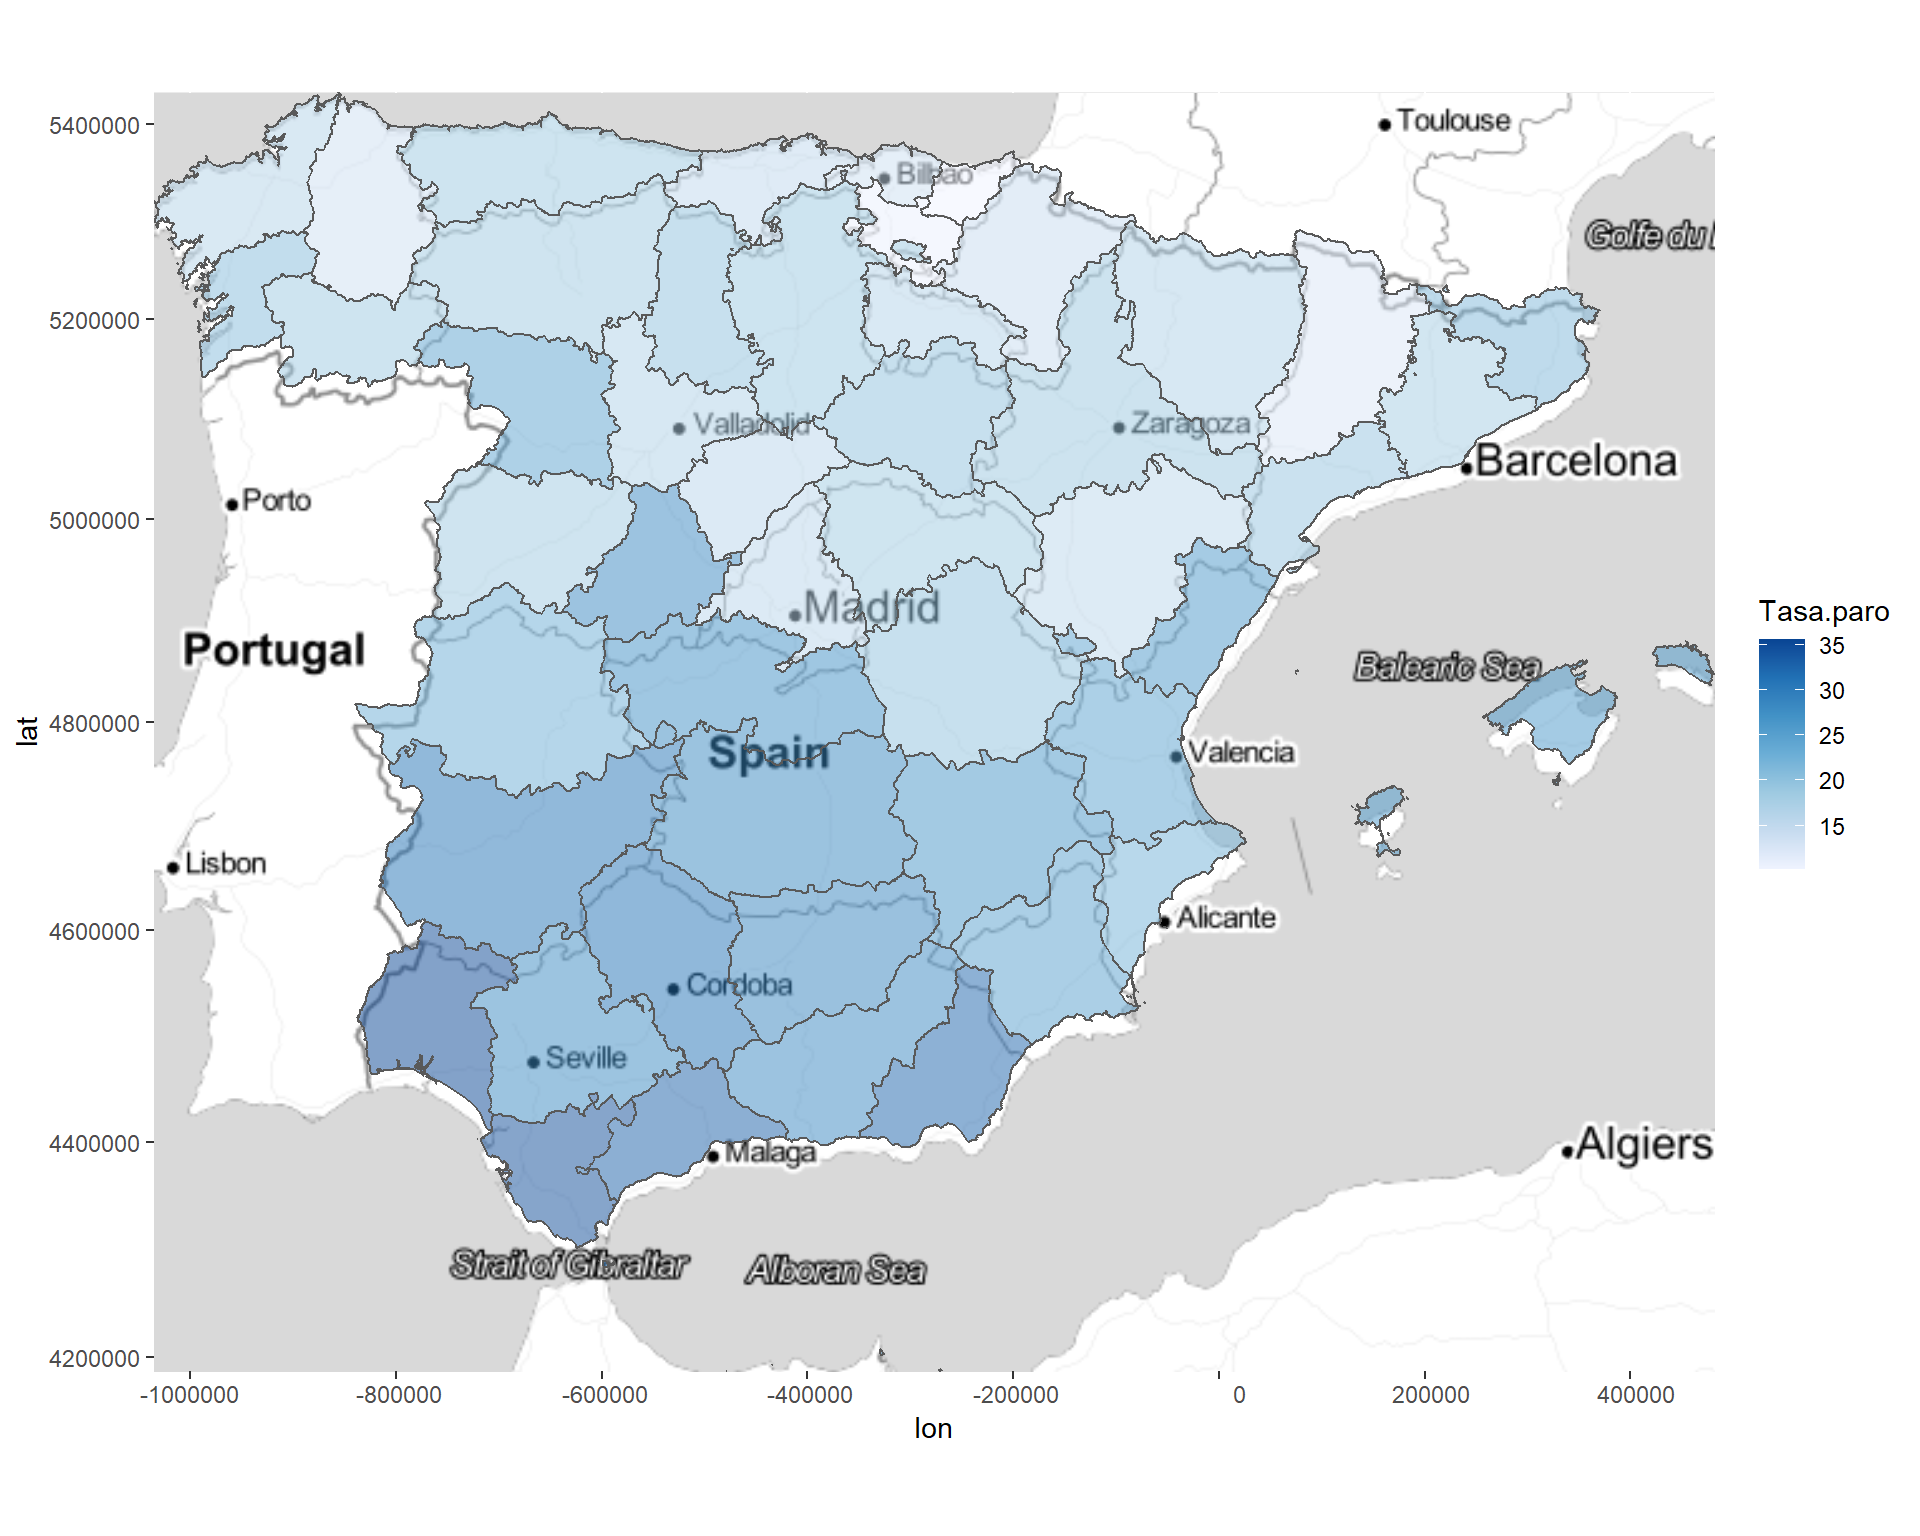 5400000
Toulouse
Bilbao
Golfe du
5200000
Valladolid
Zaragoza
Barcelona
Porto
5000000
Madrid
Tasa.paro
Portugal
Balearic Sea
35
30
lat
4800000
Spain
Valencia
25
20
15
Lisbon
4600000
Alicante
Cordoba
Seville
4400000
Malaga
Algiers
Strait of Gibraltar
Alboran Sea
4200000
-1000000
-800000
-600000
-400000
-200000
0
200000
400000
lon